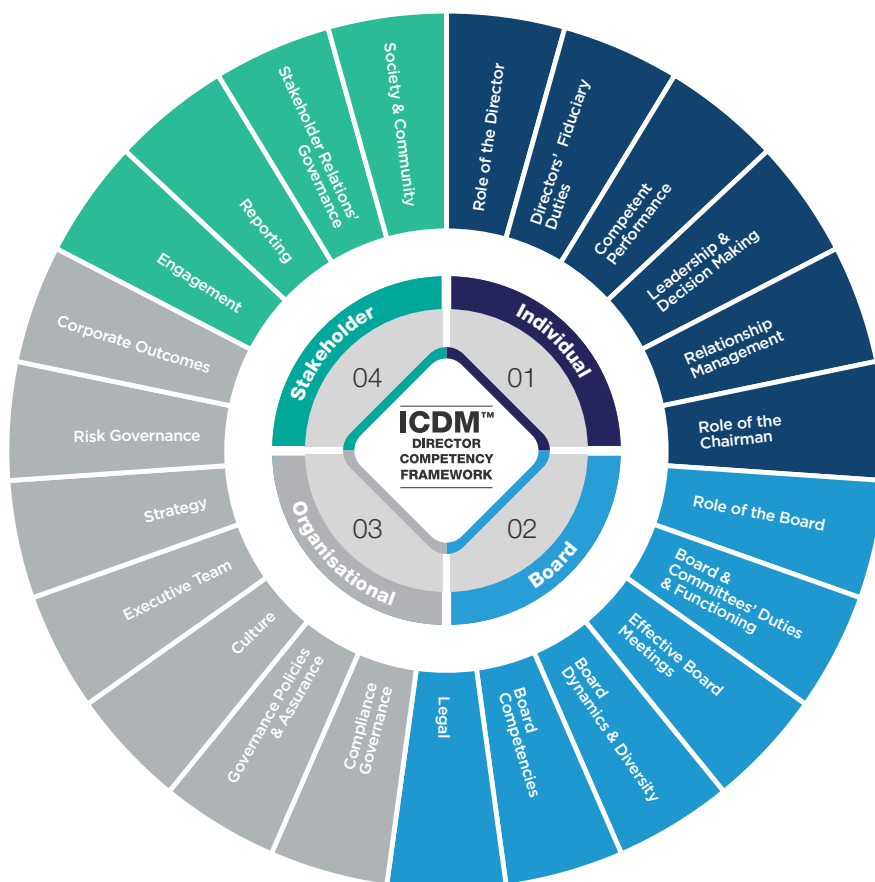 ICDM™
DIRECTOR
COMPETENCY
FRAMEWORK
Individual
01
Board
02
Organisational
03
Stakeholder
04
Role of the Director
Directors' Fiduciary
Duties
Competent
Performance
Leadership &
Decision Making
Relationship
Management
Role of the
Chairman
Role of the Board
Board &
Committees' Duties
& Functioning
Effective Board
Meetings
Board
Dynamics & Diversity
Board
Competencies
Legal
Compliance
Governance
Governance Policies
& Assurance
Culture
Executive Team
Strategy
Risk Governance
Corporate Outcomes
Engagement
Reporting
Stakeholder Relations'
Governance
Society & Community